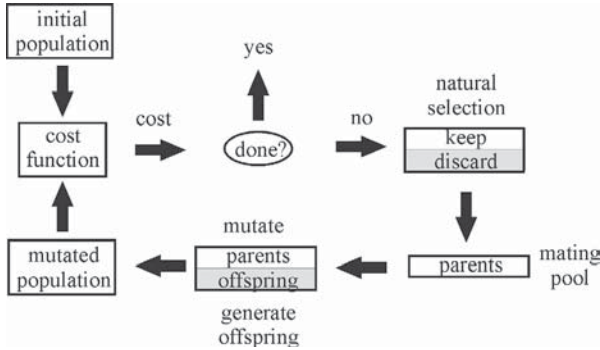 initial
population
yes
natural
selection
cost
function
cost
done?
no
keep
discard
mutate
mutated
population
parents
offspring
parents
mating
pool
generate
offspring